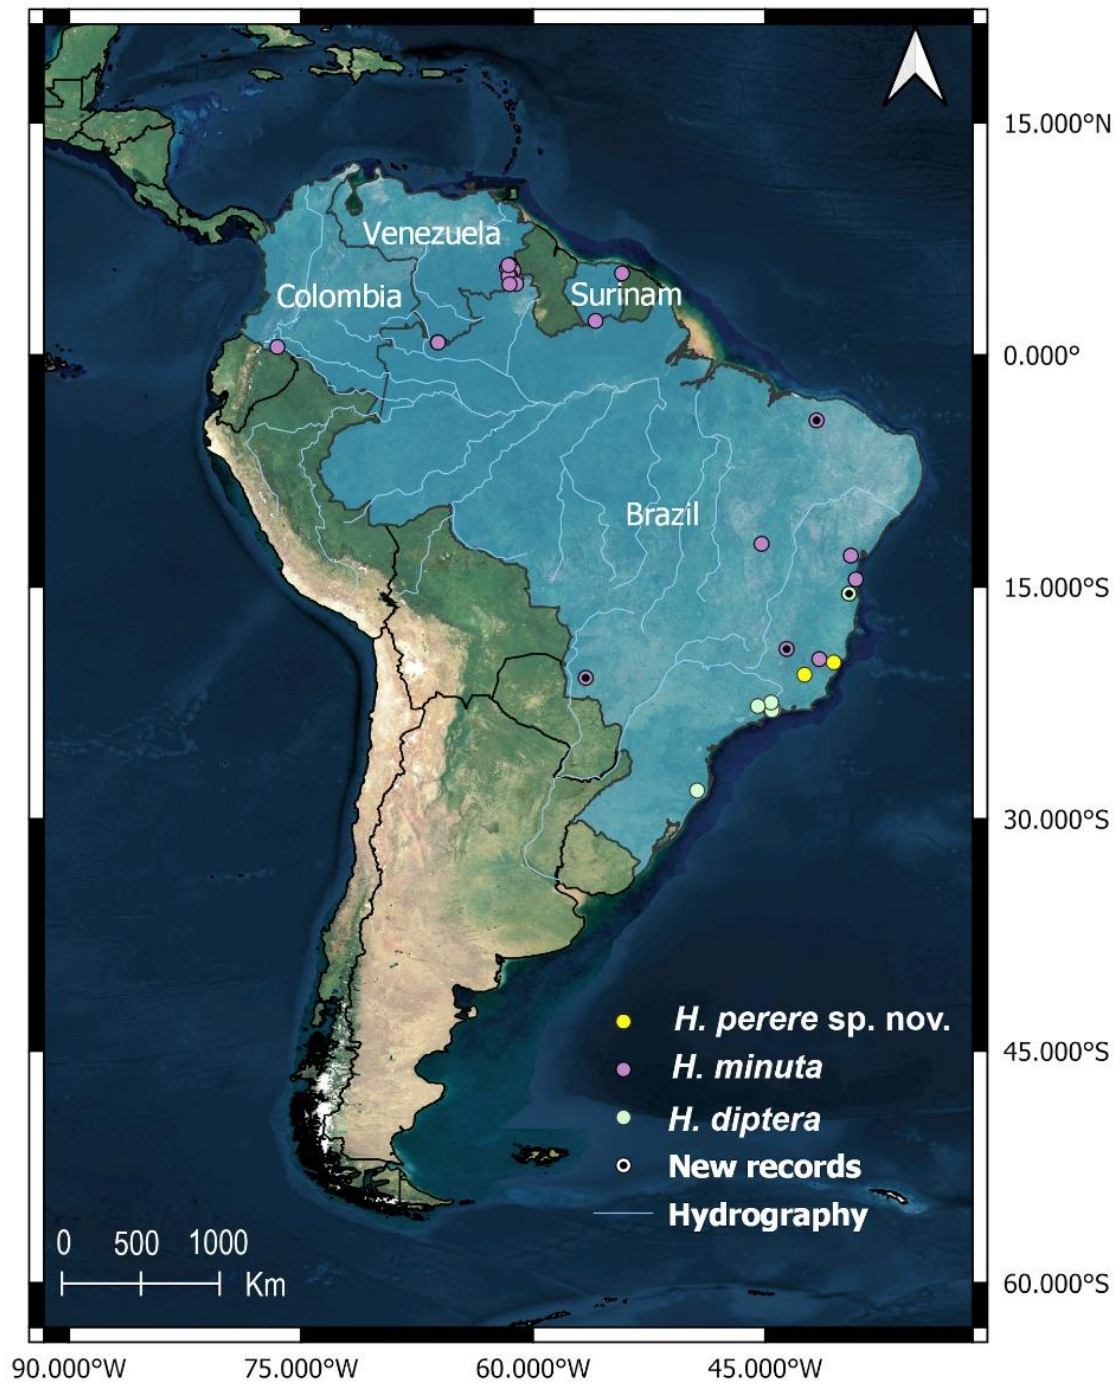 15.000°N
Venezuela
Colombia
Surinam
0.000°
Brazil
15.000°S
30.000°S
H. perere sp. nov.
H. minuta
45.000°S
H. diptera
New records
Hydrography
0 500 1000
Km
60.000°S
90.000°W 75.000°W 60.000°W 45.000°W